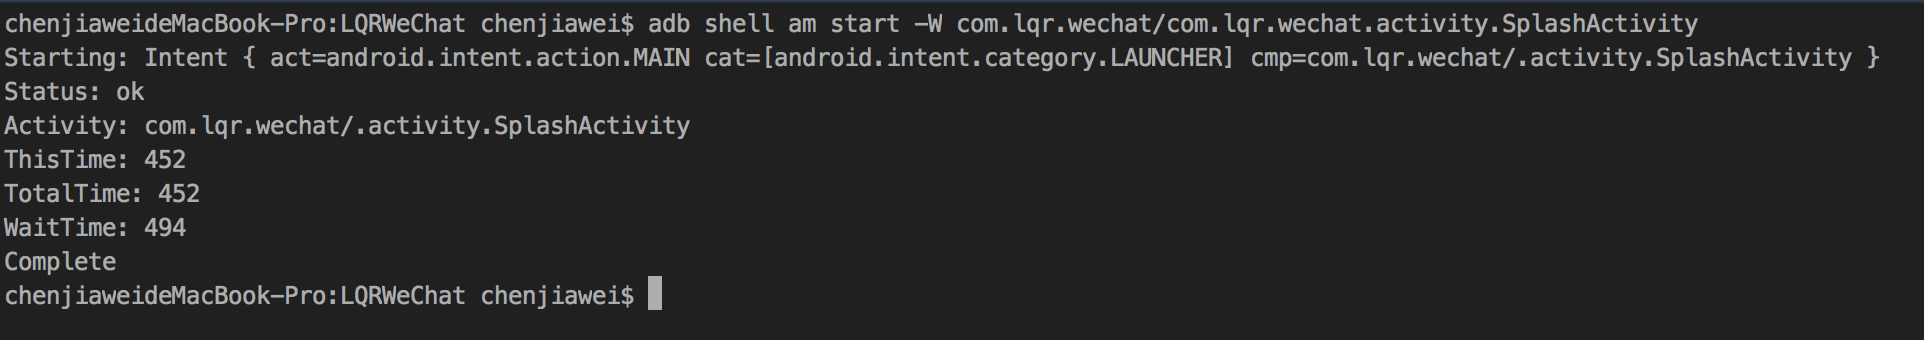 chenjiaweideMacBook-Pro:LQRWeChat chenjiawei$ adb shell am start -W com.lqr.wechat/com.lqr.wechat.activity.SplashActivity
Starting: Intent { act=android.intent.action.MAIN cat=[android.intent.category.LAUNCHER] cmp=com.lqr.wechat/.activity.SplashActivity }
Status: ok
Activity: com.lqr.wechat/.activity.SplashActivity
ThisTime: 452
TotalTime: 452
WaitTime: 494
Complete
chenjiaweideMacBook-Pro:LQRWeChat chenjiawei$